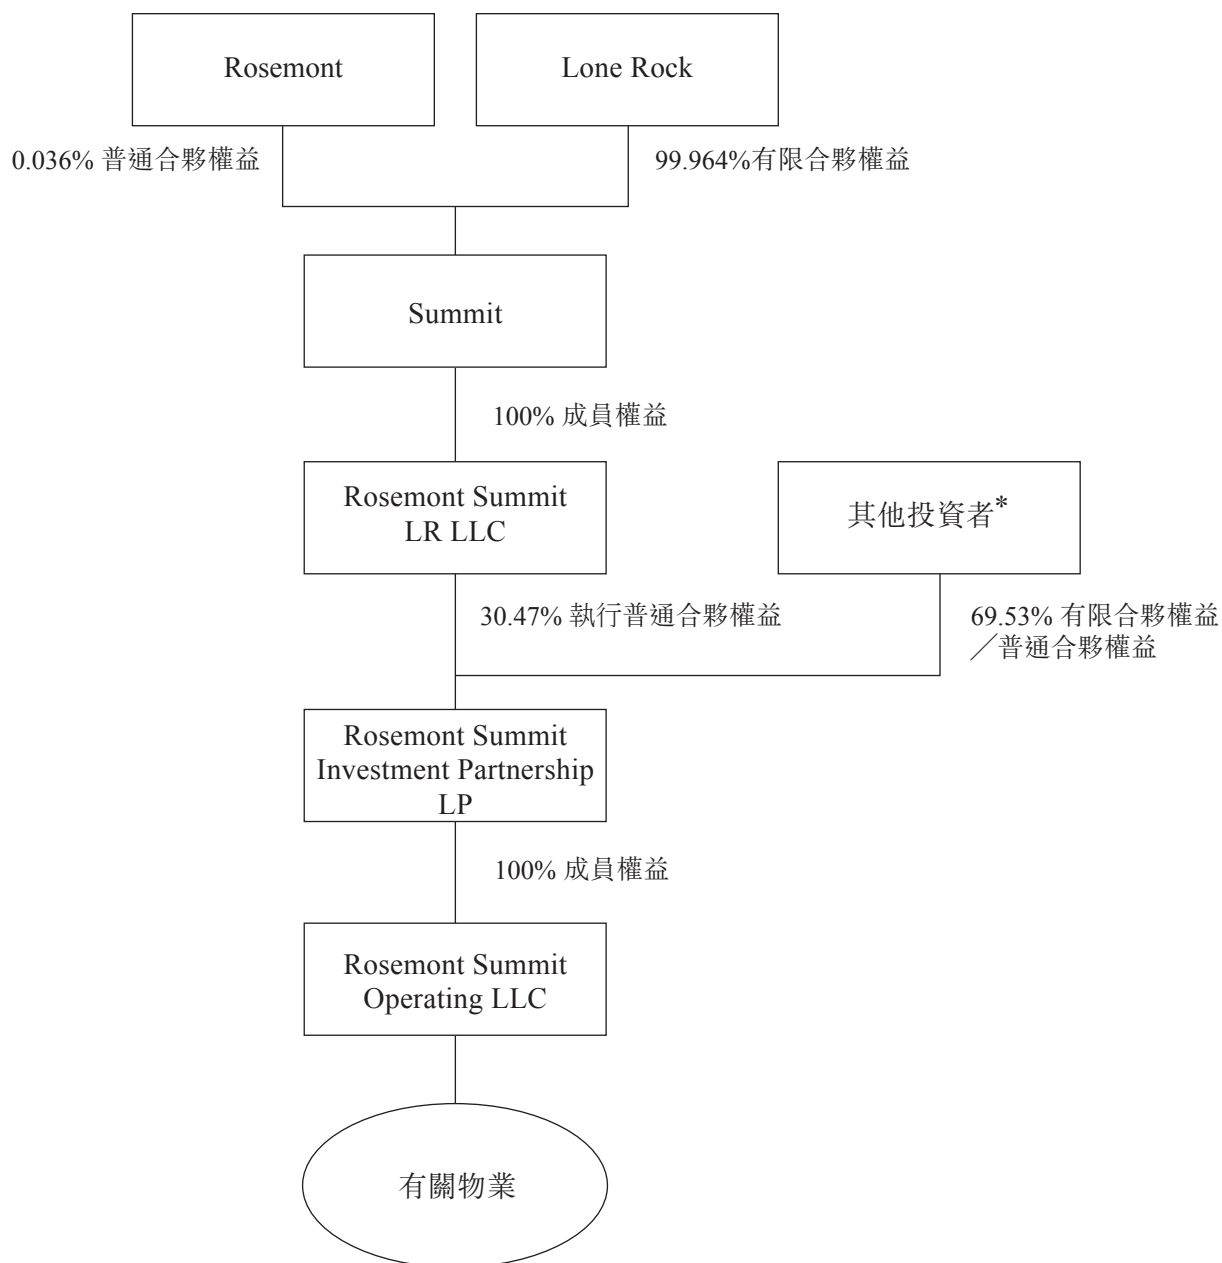 Rosemont
Lone Rock
0.036% 普通合夥權益
99.964%有限合夥權益
Summit
100% 成員權益
Rosemont Summit
LR LLC
其他投資者*
30.47% 執行普通合夥權益
69.53% 有限合夥權益
／普通合夥權益
Rosemont Summit
Investment Partnership
LP
100% 成員權益
Rosemont Summit
Operating LLC
有關物業